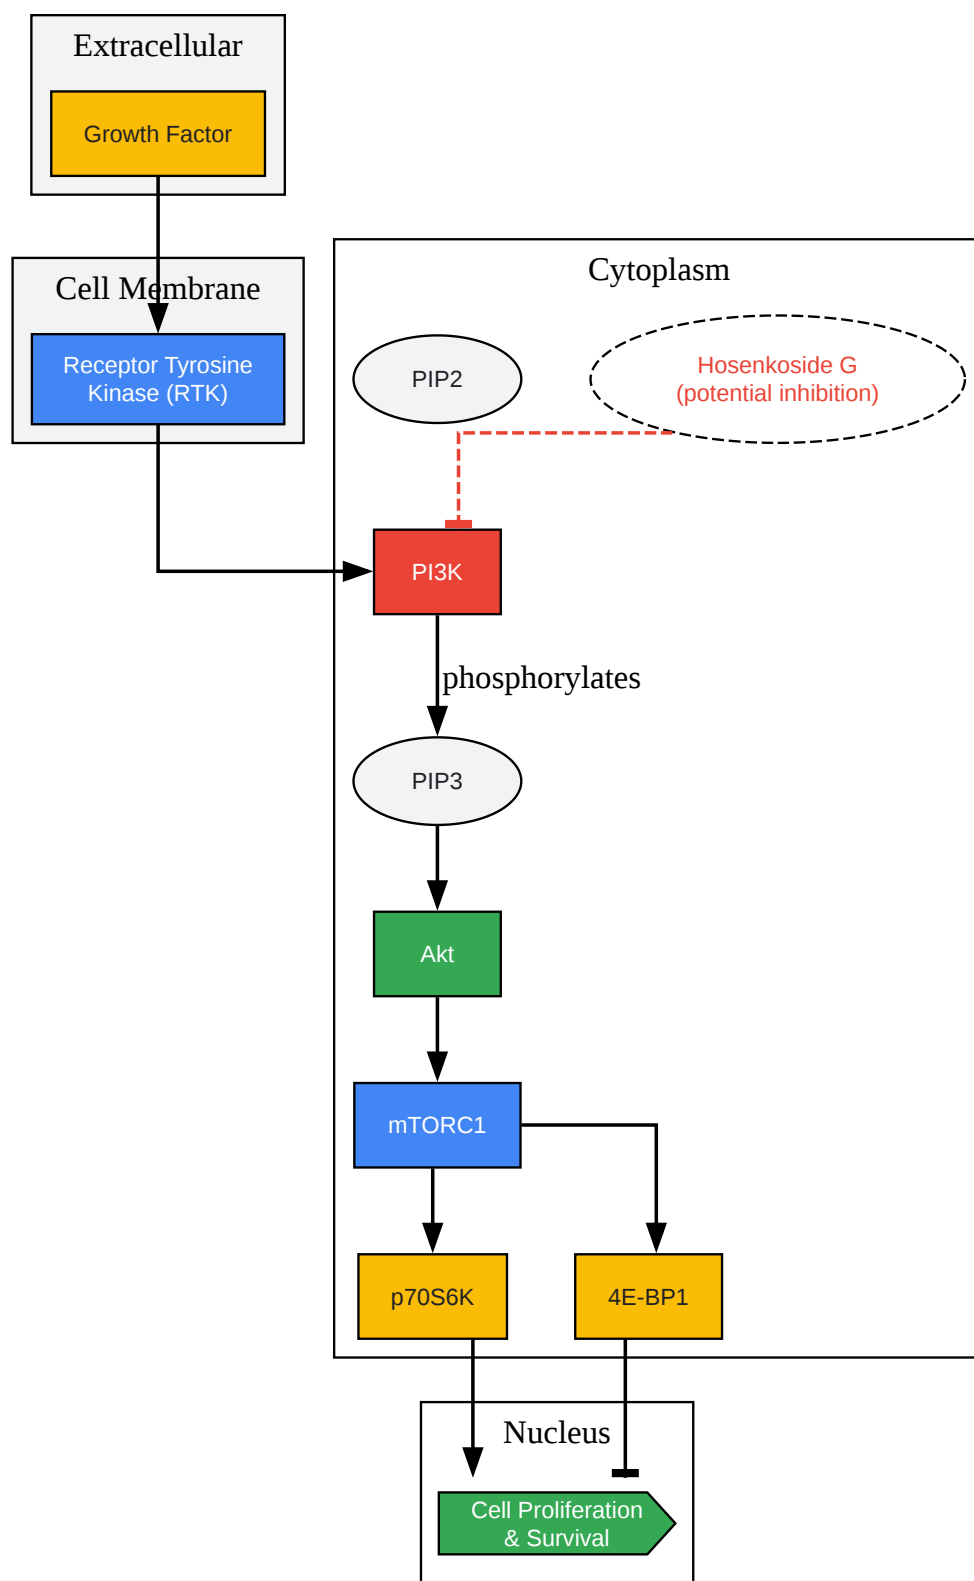 Extracellular
Growth Factor
Cell Membrane
Receptor Tyrosine
Kinase (RTK)
Cytoplasm
PIP2
Hosenkoside G
(potential inhibition)
PI3K
phosphorylates
PIP3
Akt
mTORC1
p70S6K
4E-BP1
Nucleus
Cell Proliferation
& Survival